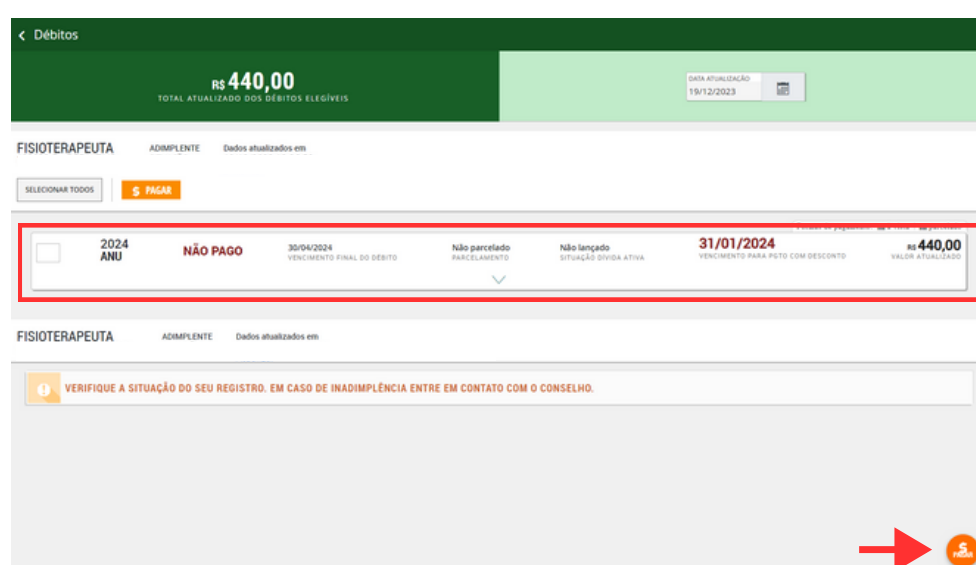 Débitos
R$ 440,00
TOTAL ATUALIZADO DOS DÉBITOS ELEGÍVEIS
DATA ATUALIZAÇÃO
19/12/2023
FISIOTERAPEUTA ADIMPLENTE Dados atualizados em
SELECIONAR TODOS $ PAGAR
2024 ANU
NÃO PAGO
30/04/2024
VENCIMENTO FINAL DO DÉBITO
Não parcelado
PARCELAMENTO
Não lançado
SITUAÇÃO DÍVIDA ATIVA
31/01/2024
VENCIMENTO PARA PGTO COM DESCONTO
R$ 440,00
VALOR ATUALIZADO
FISIOTERAPEUTA ADIMPLENTE Dados atualizados em
VERIFIQUE A SITUAÇÃO DO SEU REGISTRO. EM CASO DE INADIMPLÊNCIA ENTRE EM CONTATO COM O CONSELHO.
$ PAGAR